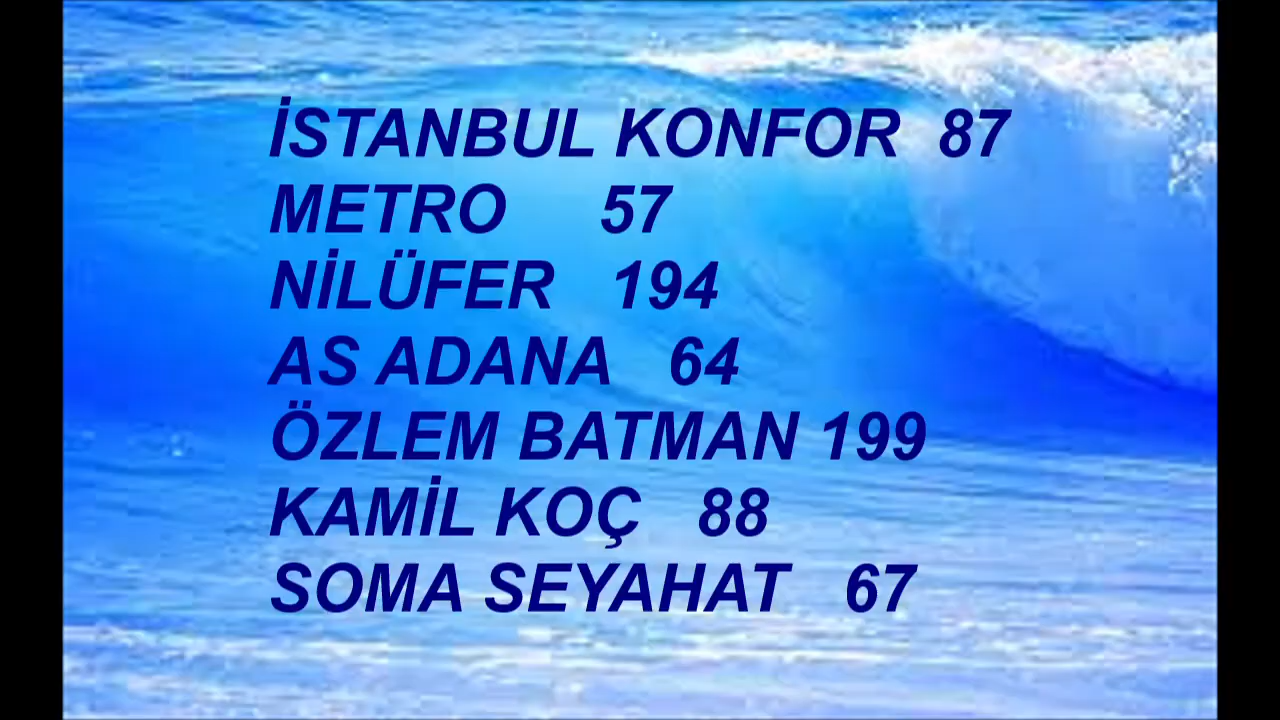 İSTANBUL KONFOR 87
METRO 57
NİLÜFER 194
AS ADANA 64
ÖZLEM BATMAN 199
KAMİL KOÇ 88
SOMA SEYAHAT 67